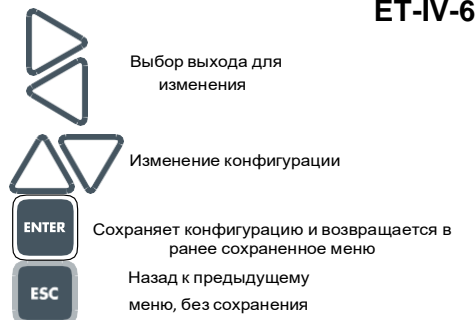 ET-IV-6
Выбор выхода для
изменения
Изменение конфигурации
ENTER
Сохраняет конфигурацию и возвращается в
ранее сохраненное меню
Назад к предыдущему
ESC
меню, без сохранения